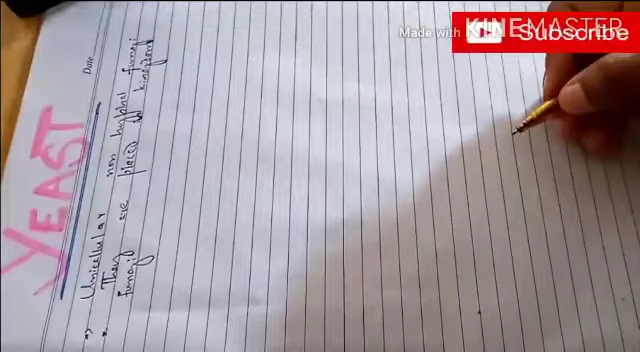 Made with KINEMASTER
Subscribe
Date
YEAST
=> Unicellular non hyphal fungi
* They are placed in kingdom
fungi